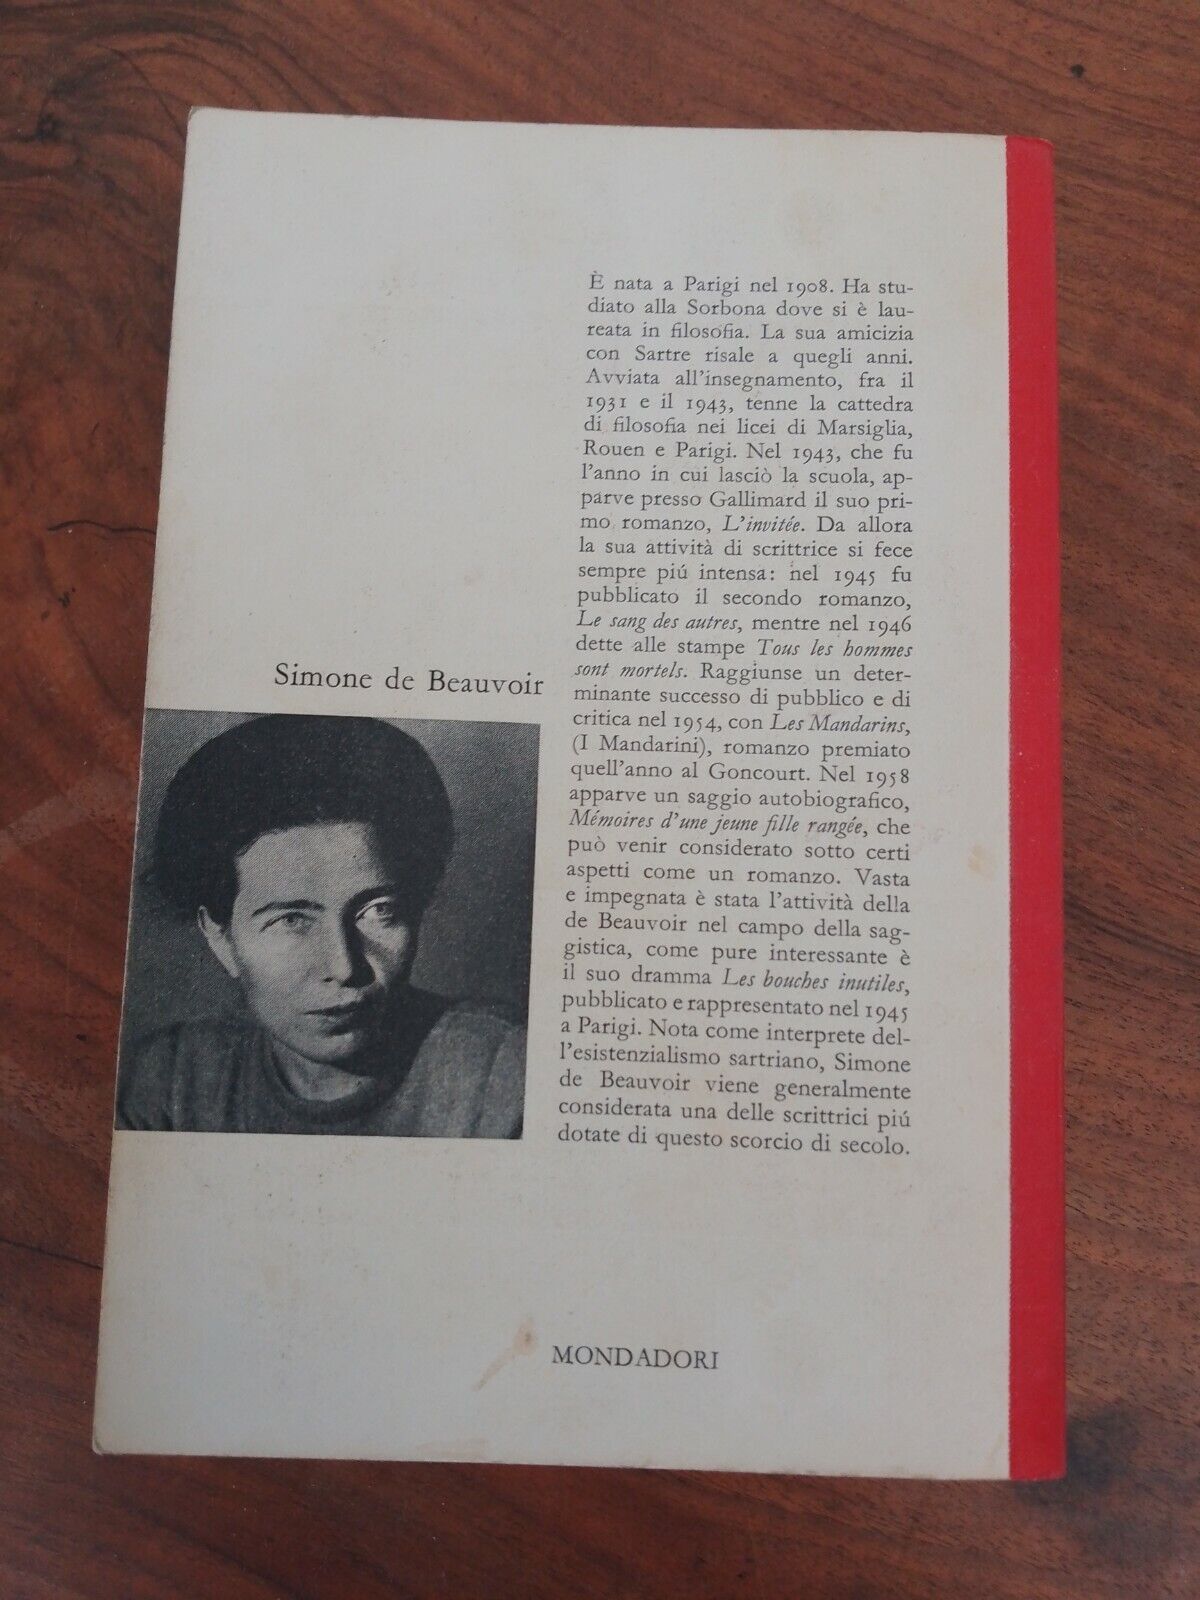 È nata a Parigi nel 1908. Ha stu-
diato alla Sorbona dove si è lau-
reata in filosofia. La sua amicizia
con Sartre risale a quegli anni.
Avviata all'insegnamento, fra il
1931 e il 1943, tenne la cattedra
di filosofia nei licei di Marsiglia,
Rouen e Parigi. Nel 1943, che fu
l'anno in cui lasciò la scuola, ap-
parve presso Gallimard il suo pri-
mo romanzo, L'invitée. Da allora
la sua attività di scrittrice si fece
sempre piú intensa: nel 1945 fu
pubblicato il secondo romanzo,
Le sang des autres, mentre nel 1946
dette alle stampe Tous les hommes
sont mortels. Raggiunse un deter-
minante successo di pubblico e di
critica nel 1954, con Les Mandarins,
(I Mandarini), romanzo premiato
quell'anno al Goncourt. Nel 1958
apparve un saggio autobiografico,
Mémoires d'une jeune fille rangée, che
può venir considerato sotto certi
aspetti come un romanzo. Vasta
e impegnata è stata l'attività della
de Beauvoir nel campo della sag-
gistica, come pure interessante è
il suo dramma Les bouches inutiles,
pubblicato e rappresentato nel 1945
a Parigi. Nota come interprete del-
l'esistenzialismo sartriano, Simone
de Beauvoir viene generalmente
considerata una delle scrittrici piú
dotate di questo scorcio di secolo.
Simone de Beauvoir
MONDADORI